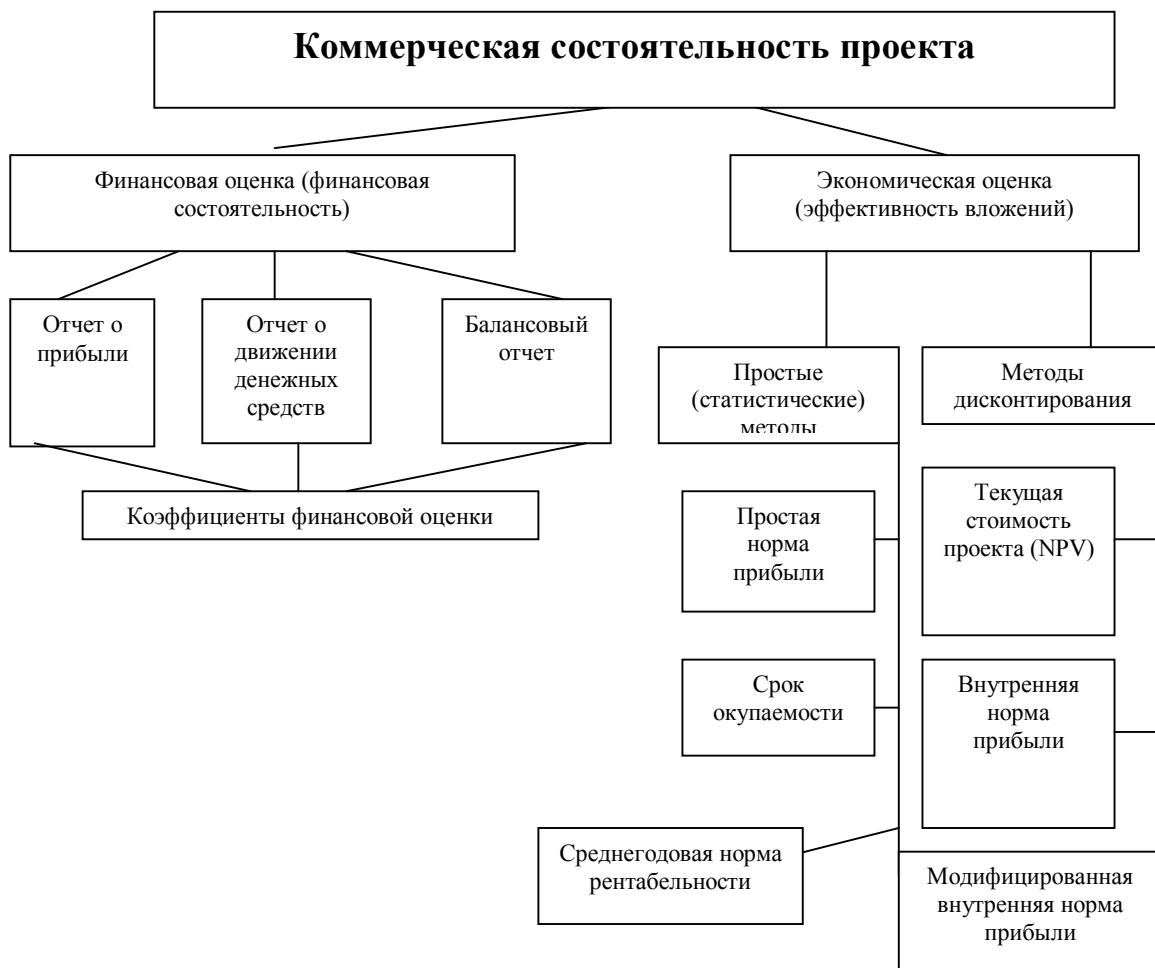 Коммерческая состоятельность проекта
Финансовая оценка (финансовая
состоятельность)
Экономическая оценка
(эффективность вложений)
Отчет о
прибыли
Отчет о
движении
денежных
средств
Балансовый
отчет
Простые
(статистические)
методы
Методы
дисконтирования
Коэффициенты финансовой оценки
Простая
норма
прибыли
Текущая
стоимость
проекта (NPV)
Срок
окупаемости
Внутренняя
норма
прибыли
Среднегодовая норма
рентабельности
Модифицированная
внутренняя норма
прибыли